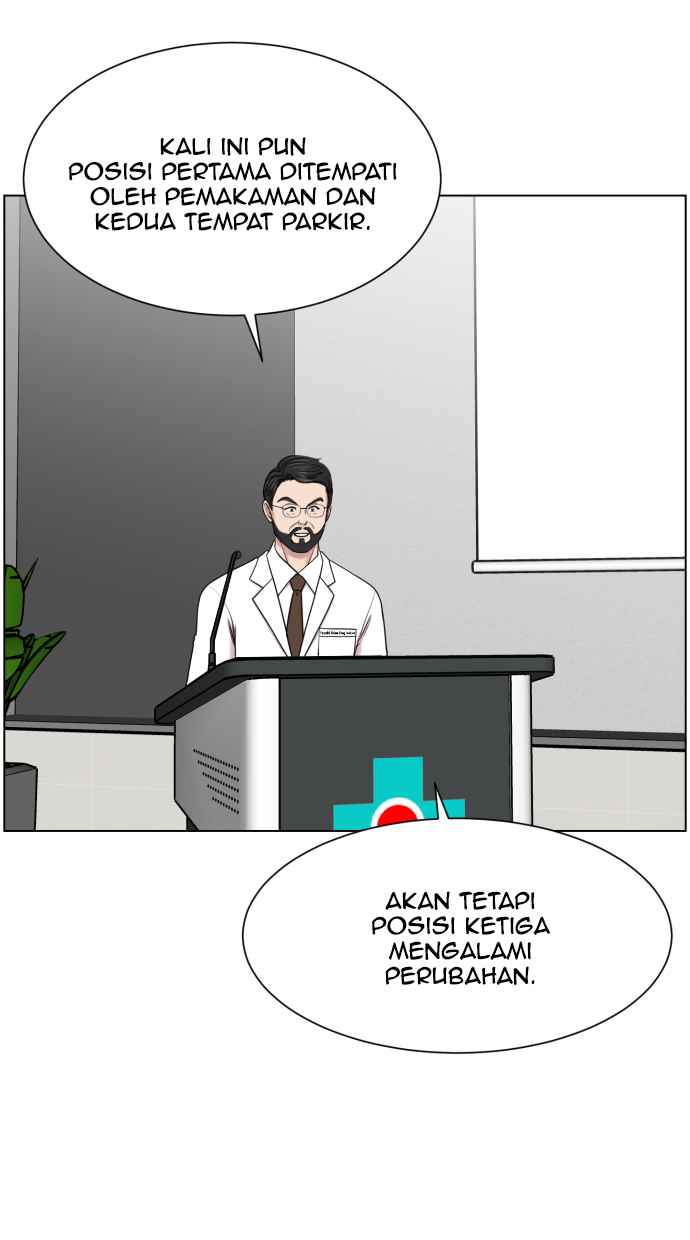 KALI INI PUN
POSISI PERTAMA DITEMPATI
OLEH PEMAKAMAN DAN
KEDUA TEMPAT PARKIR.
AKAN TETAPI
POSISI KETIGA
MENGALAMI
PERUBAHAN.